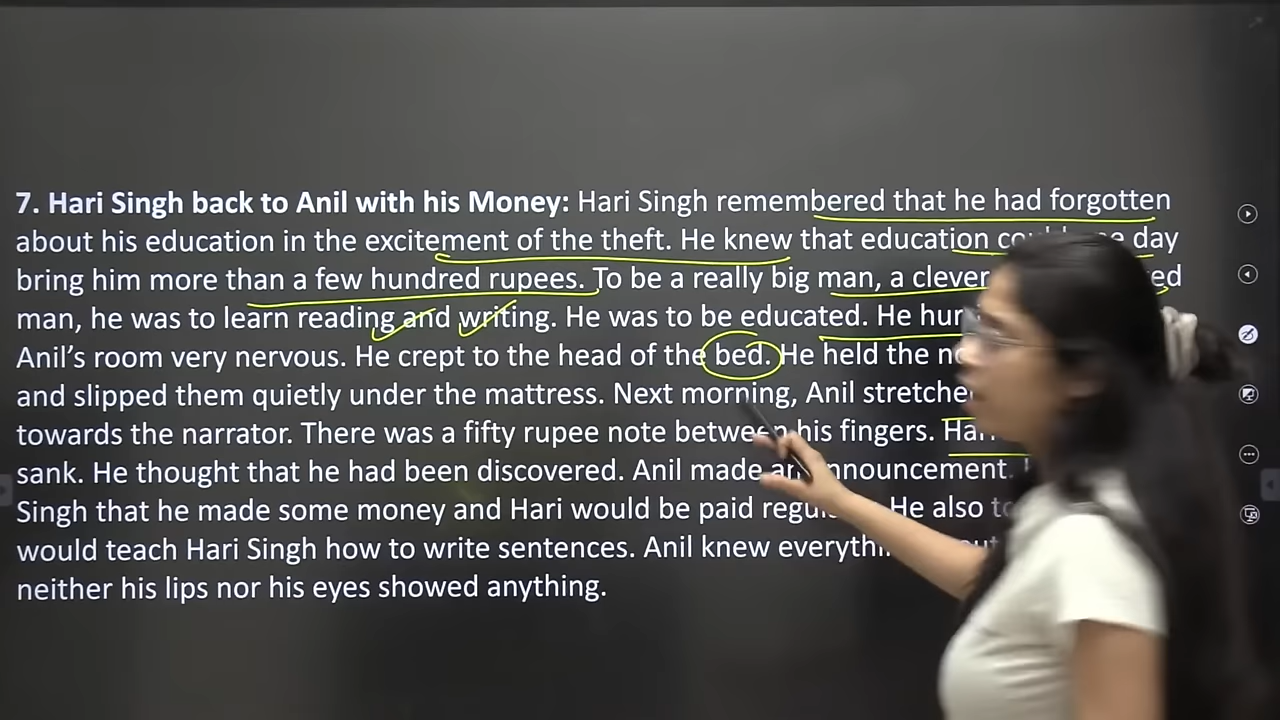 7. Hari Singh back to Anil with his Money: Hari Singh remembered that he had forgotten
about his education in the excitement of the theft. He knew that education day
bring him more than a few hundred rupees. To be a really big man, a clever
man, he was to learn reading and writing. He was to be educated. He
Anil’s room very nervous. He crept to the head of the bed. He held the
and slipped them quietly under the mattress. Next morning, Anil
towards the narrator. There was a fifty rupee note between his fingers.
sank. He thought that he had been discovered. Anil made an announcement.
Singh that he made some money and Hari would be paid He also
would teach Hari Singh how to write sentences. Anil knew
neither his lips nor his eyes showed anything.